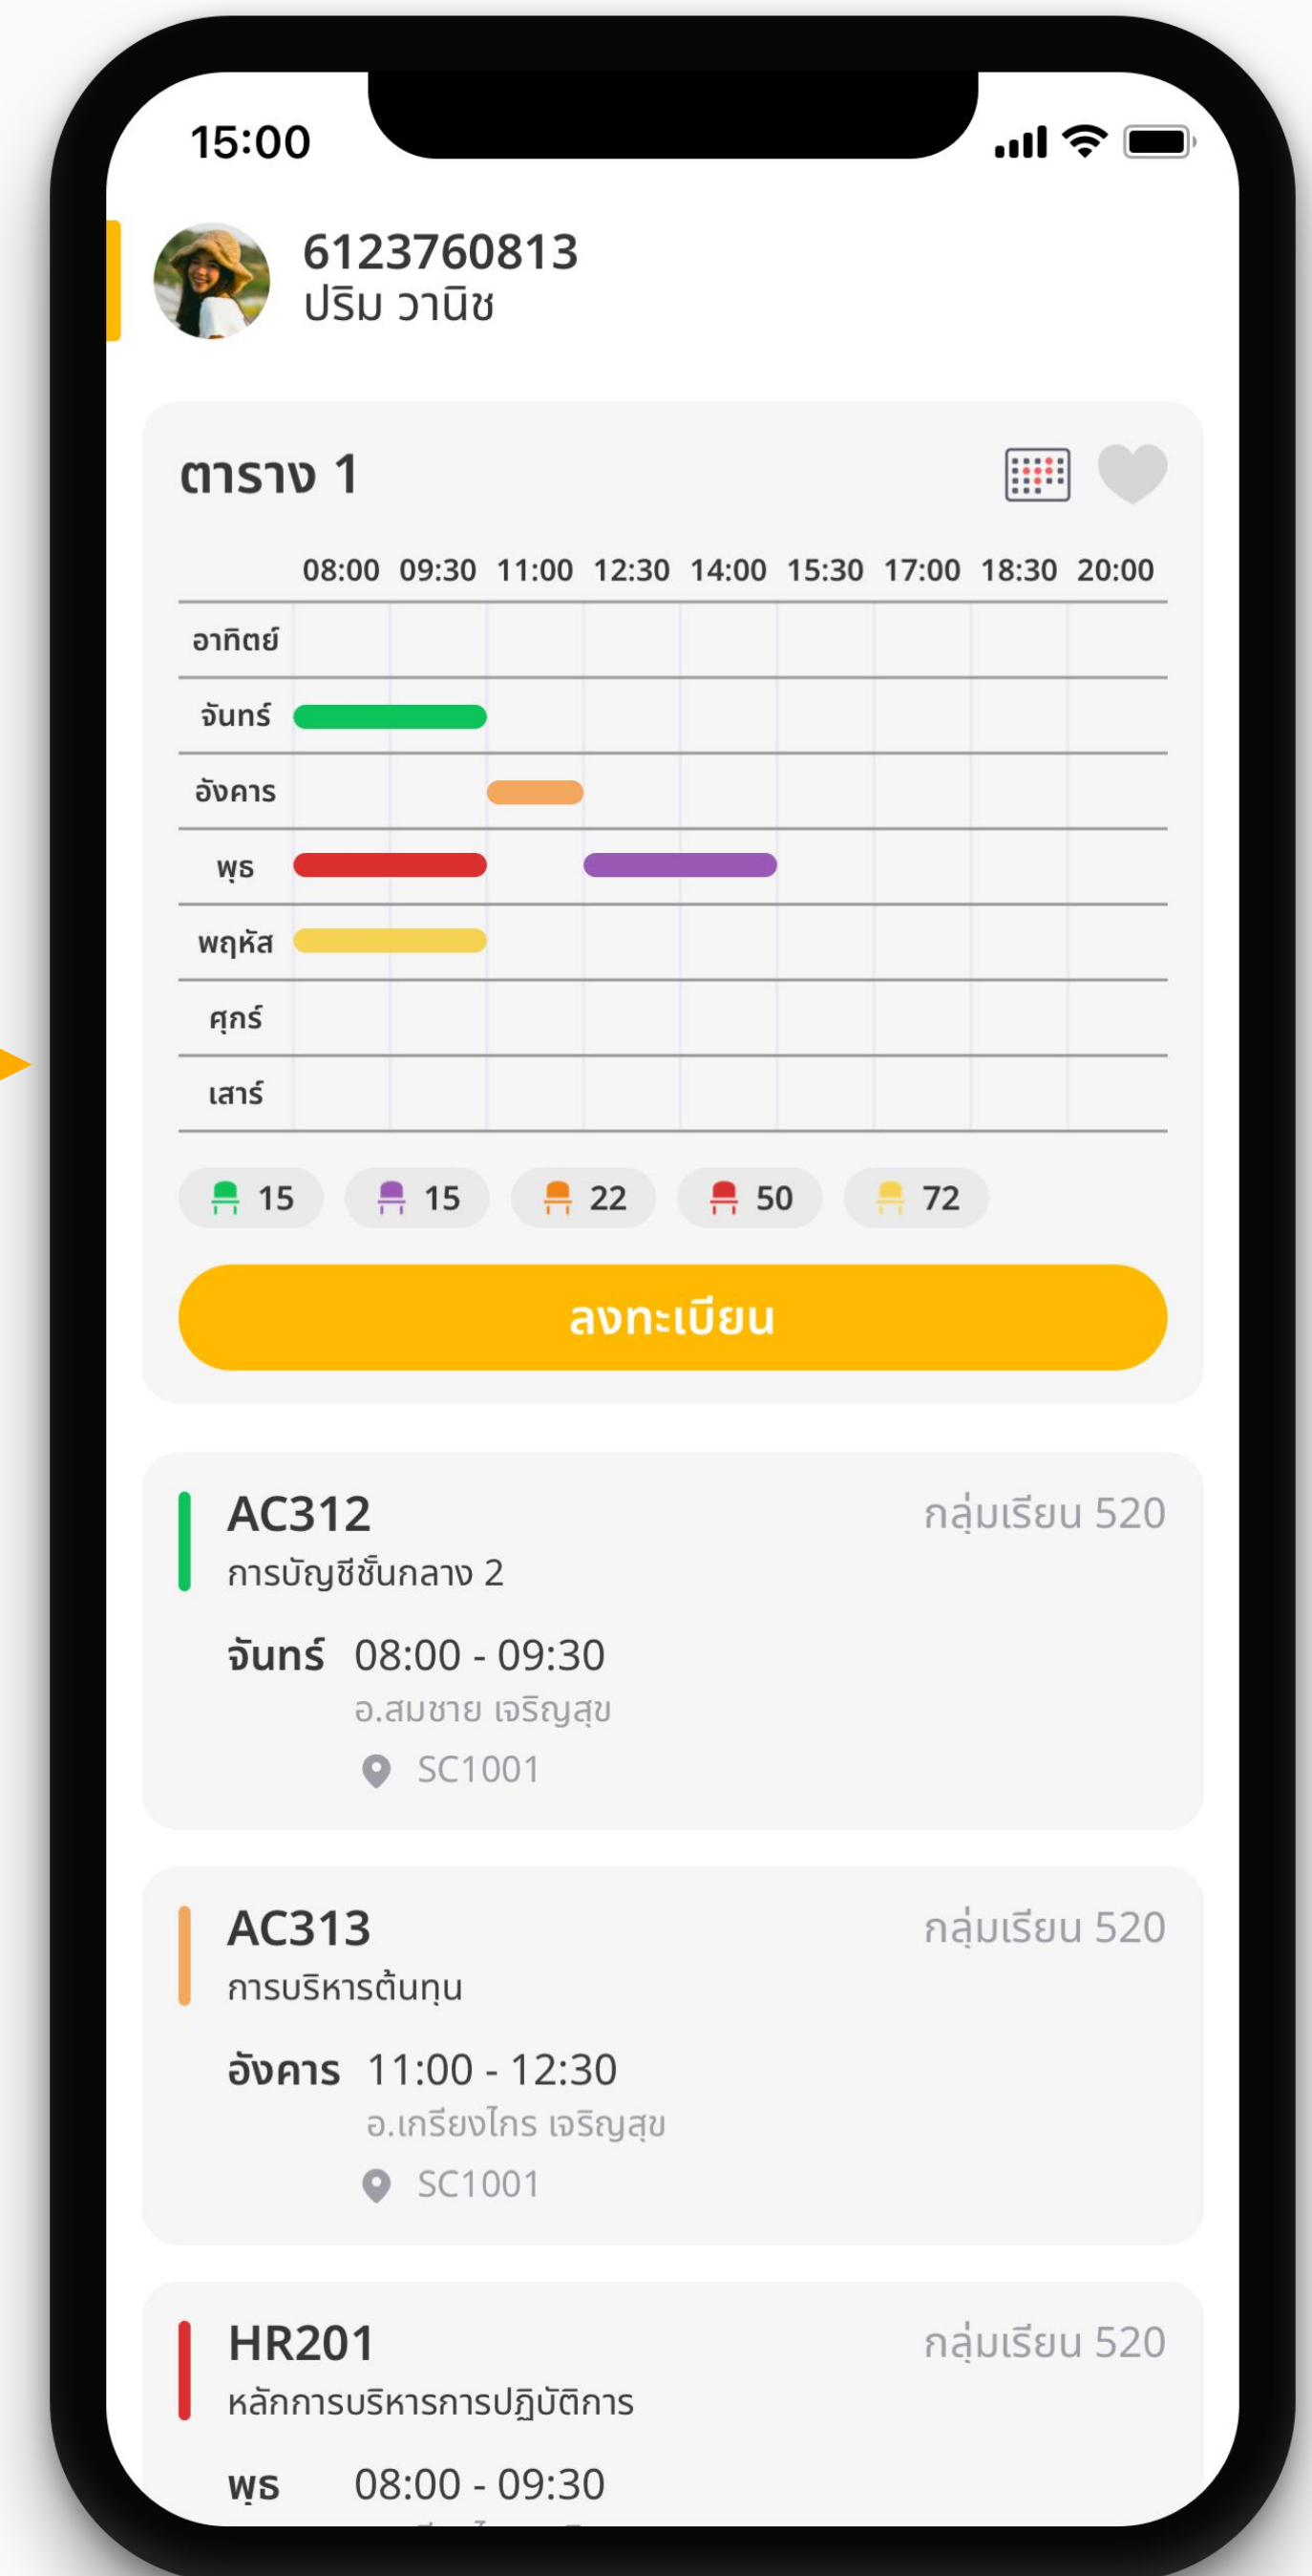 15:00
6123760813
ปริม วานิช
ตาราง 1
08:00 09:30 11:00 12:30 14:00 15:30 17:00 18:30 20:00
อาทิตย์
จันทร์
อังคาร
พุธ
พฤหัส
ศุกร์
เสาร์
15 15 22 50 72
ลงทะเบียน
AC312 กลุ่มเรียน 520
การบัญชีชั้นกลาง 2
จันทร์ 08:00 - 09:30
อ.สมชาย เจริญสุข
SC1001
AC313 กลุ่มเรียน 520
การบริหารต้นทุน
อังคาร 11:00 - 12:30
อ.เกรียงไกร เจริญสุข
SC1001
HR201 กลุ่มเรียน 520
หลักการบริหารการปฏิบัติการ
พุธ 08:00 - 09:30